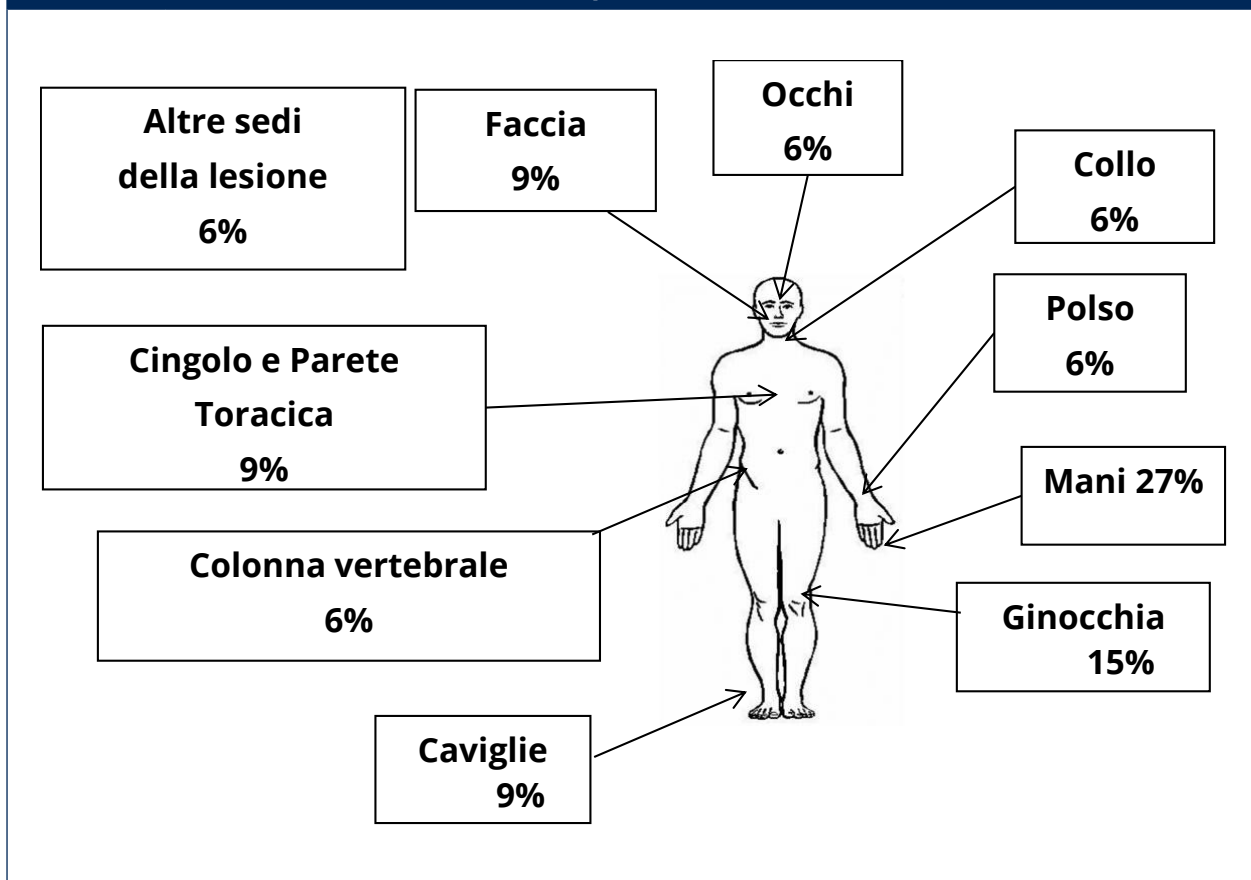 Altre sedi
della lesione
6%
Faccia
9%
Occhi
6%
Collo
6%
Polso
6%
Cingolo e Parete
Toracica
9%
Mani 27%
Colonna vertebrale
6%
Ginocchia
15%
Caviglie
9%